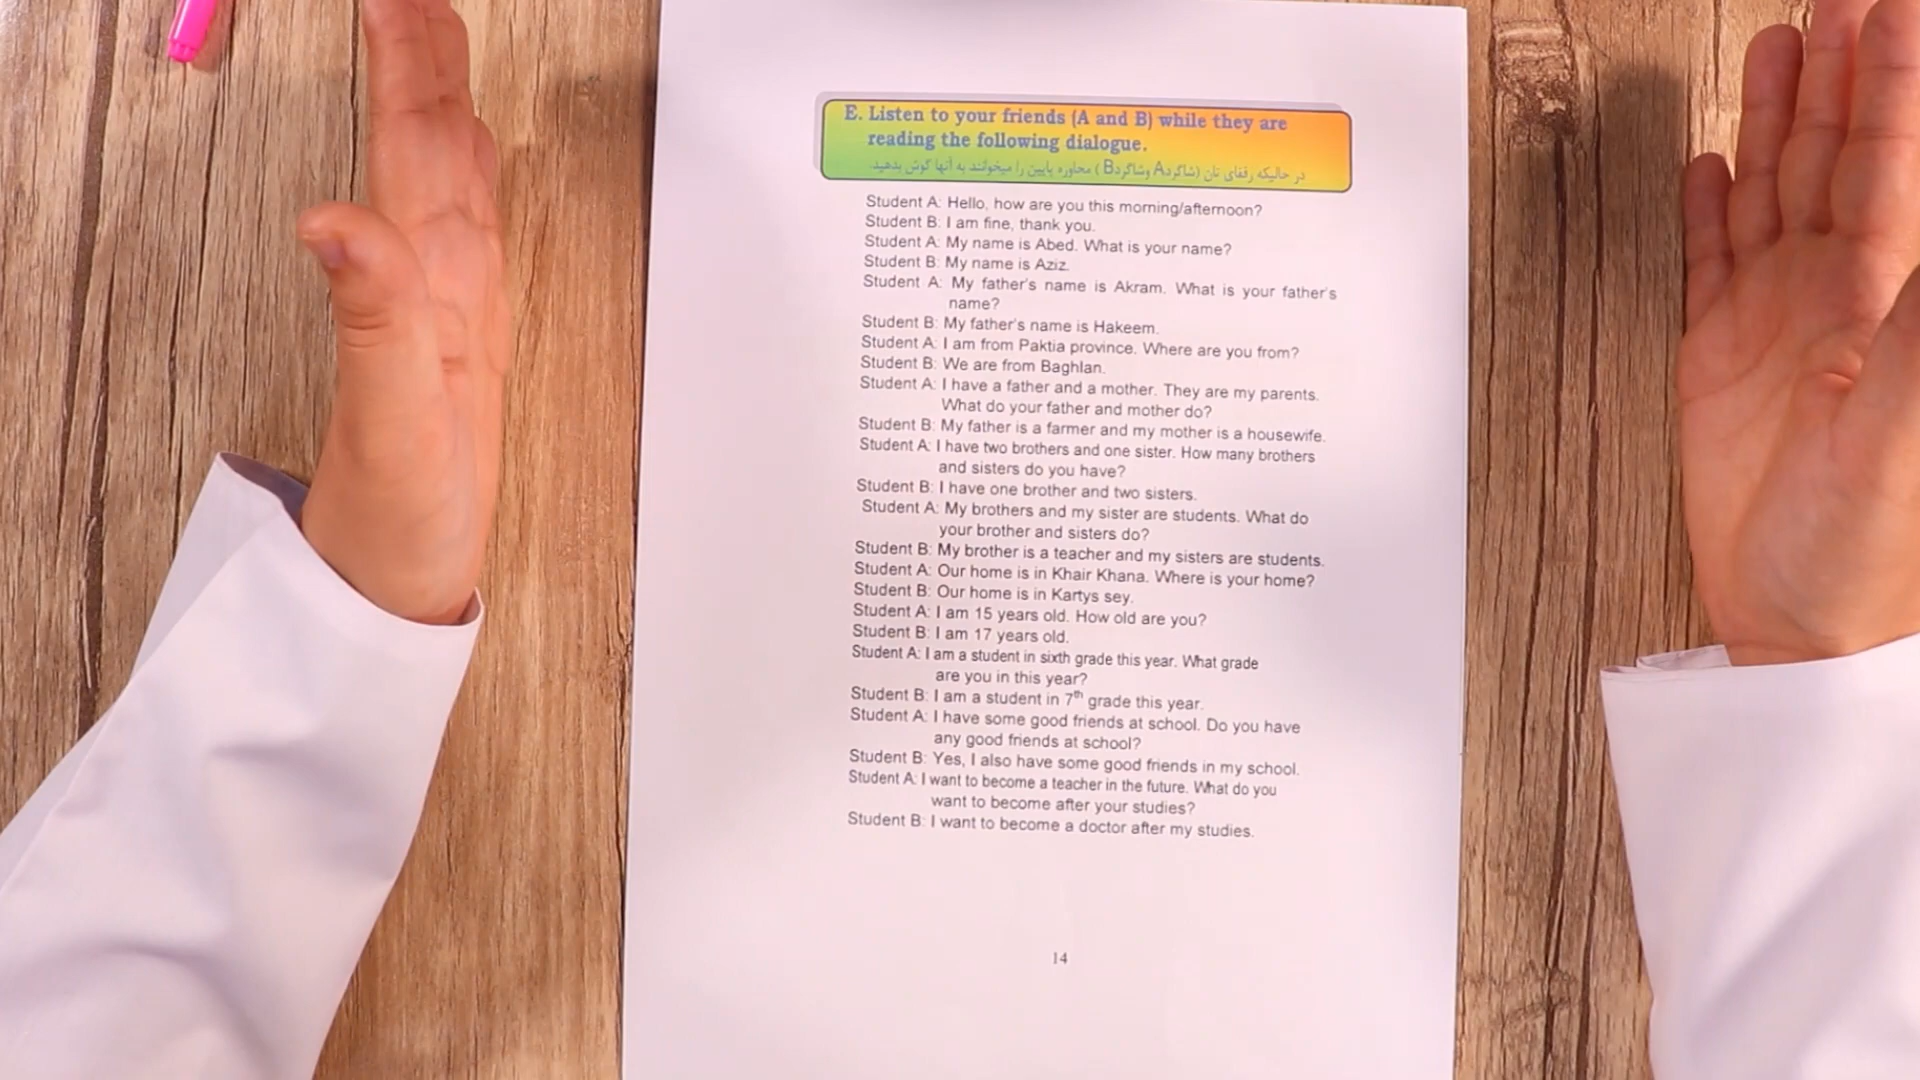 E. Listen to your friends (A and B) while they are
reading the following dialogue.
در حالیکه رفقای تان (شاگردA وشاگردB ) محاوره پایین را میخوانند به آنها گوش بدهید.
Student A: Hello, how are you this morning/afternoon?
Student B: I am fine, thank you.
Student A: My name is Abed. What is your name?
Student B: My name is Aziz.
Student A: My father's name is Akram. What is your father's
name?
Student B: My father's name is Hakeem.
Student A: I am from Paktia province. Where are you from?
Student B: We are from Baghlan.
Student A: I have a father and a mother. They are my parents.
What do your father and mother do?
Student B: My father is a farmer and my mother is a housewife.
Student A: I have two brothers and one sister. How many brothers
and sisters do you have?
Student B: I have one brother and two sisters.
Student A: My brothers and my sister are students. What do
your brother and sisters do?
Student B: My brother is a teacher and my sisters are students.
Student A: Our home is in Khair Khana. Where is your home?
Student B: Our home is in Kartys sey.
Student A: I am 15 years old. How old are you?
Student B: I am 17 years old.
Student A: I am a student in sixth grade this year. What grade
are you in this year?
Student B: I am a student in 7th grade this year.
Student A: I have some good friends at school. Do you have
any good friends at school?
Student B: Yes, I also have some good friends in my school.
Student A: I want to become a teacher in the future. What do you
want to become after your studies?
Student B: I want to become a doctor after my studies.
14